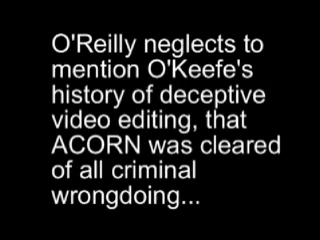 O'Reilly neglects to
mention O'Keefe's
history of deceptive
video editing, that
ACORN was cleared
of all criminal
wrongdoing...